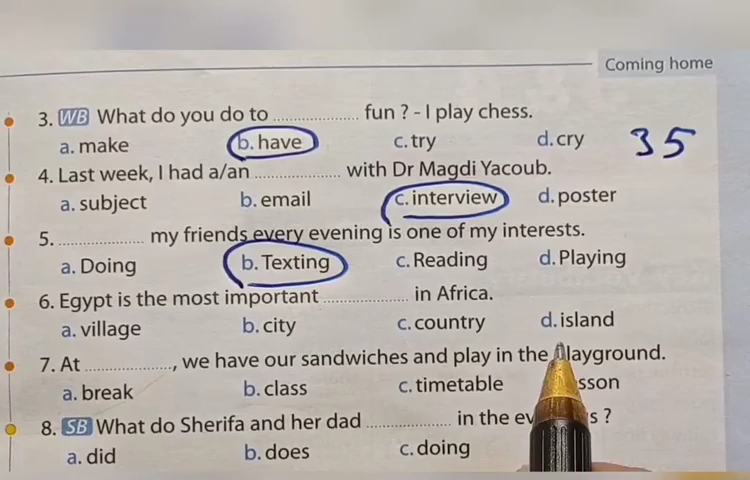 Coming home
3. WB What do you do to .................... fun ? - I play chess.
a. make b. have c. try d. cry 35
4. Last week, I had a/an .................... with Dr Magdi Yacoub.
a. subject b. email c. interview d. poster
5. .................... my friends every evening is one of my interests.
a. Doing b. Texting c. Reading d. Playing
6. Egypt is the most important .................... in Africa.
a. village b. city c. country d. island
7. At ...................., we have our sandwiches and play in the playground.
a. break b. class c. timetable
8. SB What do Sherifa and her dad .................... in the ?
a. did b. does c. doing